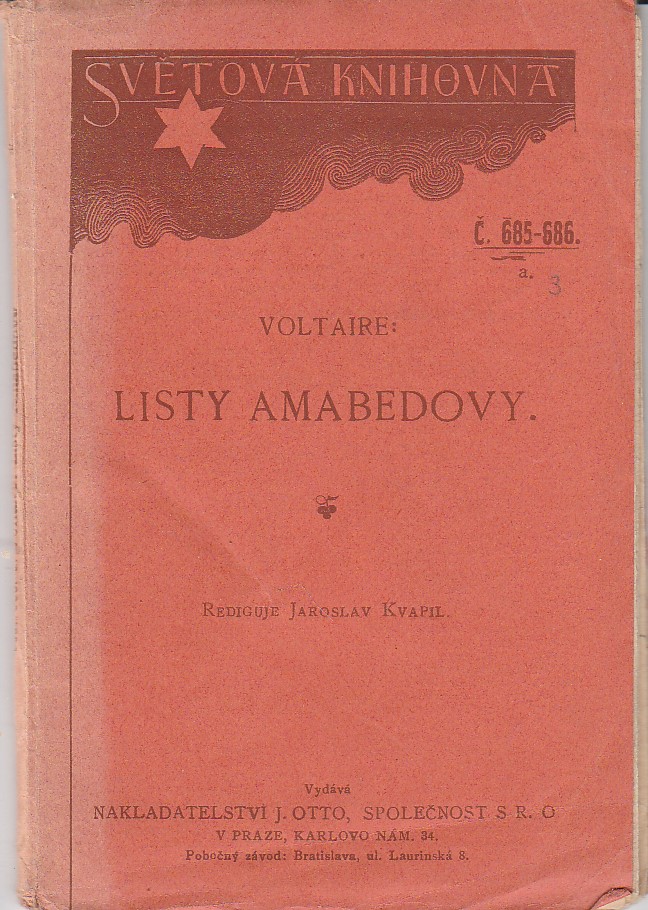 SVĚTOVÁ KNIHOVNA
Č. 685-686.
a. 3
VOLTAIRE:
LISTY AMABEDOVY.
REDIGUJE JAROSLAV KVAPIL.
Vydává
NAKLADATELSTVÍ J. OTTO, SPOLEČNOST S R. O
V PRAZE, KARLOVO NÁM. 34.
Pobočný závod: Bratislava, ul. Laurinská 8.